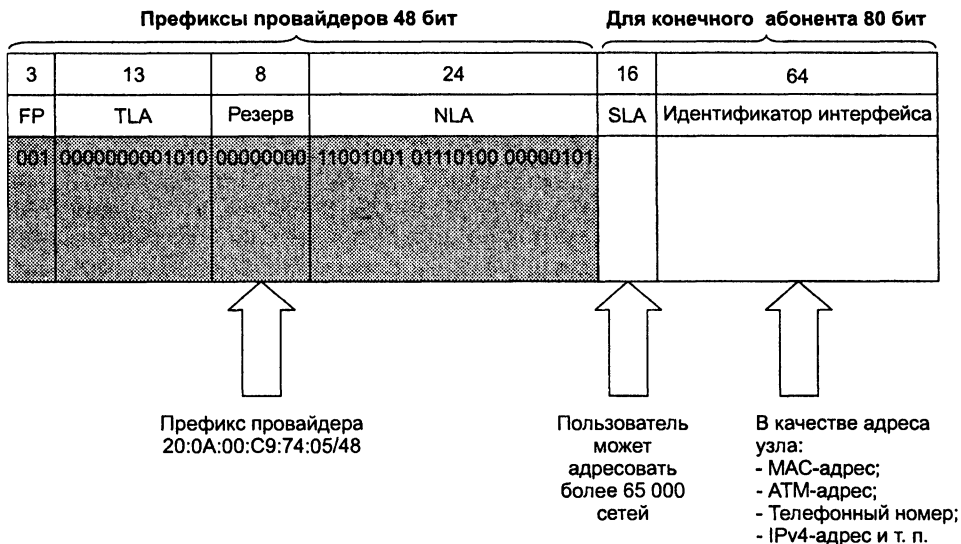 Префиксы провайдеров 48 бит
Для конечного абонента 80 бит
3 13 8 24 16 64
FP TLA Резерв NLA SLA Идентификатор интерфейса
001 0000000001010 00000000 11001001 01110100 00000101
Префикс провайдера
20:0A:00:C9:74:05/48
Пользователь
может
адресовать
более 65 000
сетей
В качестве адреса
узла:
- MAC-адрес;
- ATM-адрес;
- Телефонный номер;
- IPv4-адрес и т. п.